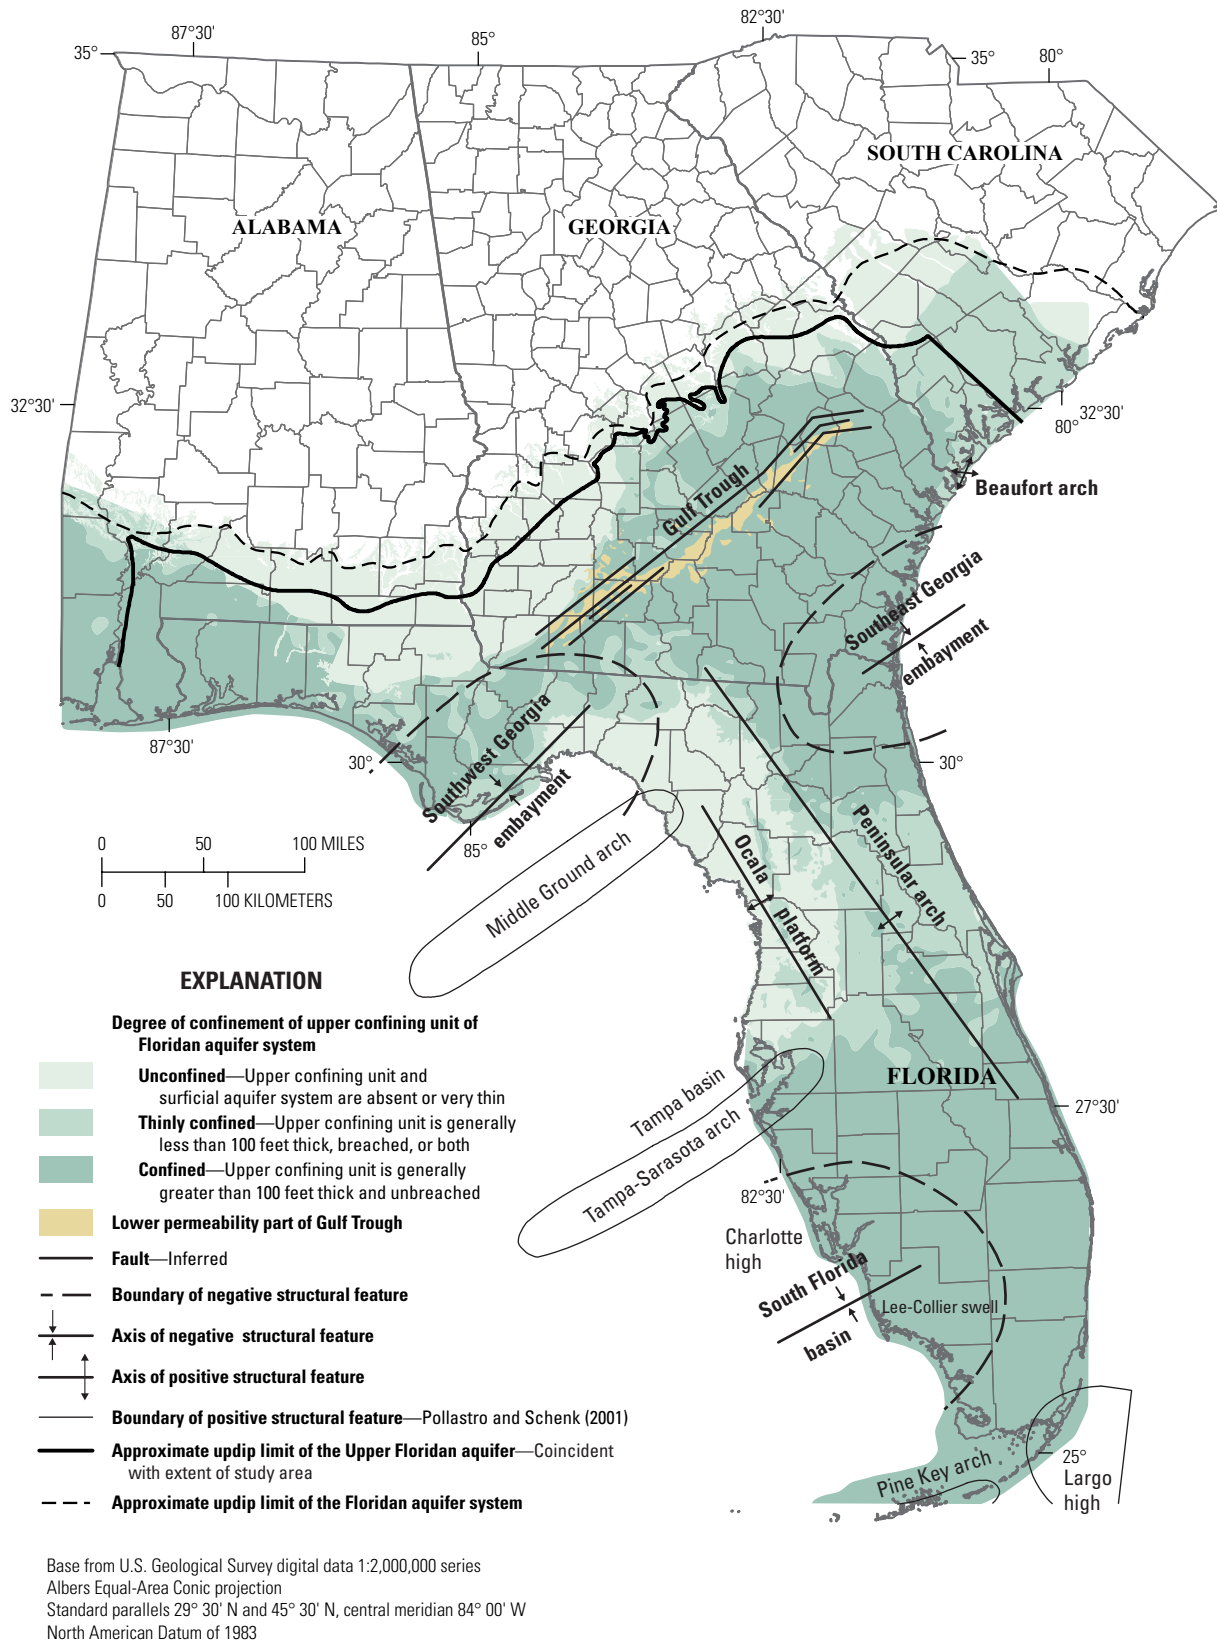 82°30'
87°30'
35°
85°
35°
80°
SOUTH CAROLINA
ALABAMA
GEORGIA
32°30'
32°30'
80°
Gulf Trough
Beaufort arch
Southeast Georgia
embayment
87°30'
30°
30°
Southwest Georgia
embayment
85°
0 50 100 MILES
0 50 100 KILOMETERS
Middle Ground arch
Ocala
platform
Peninsular arch
FLORIDA
27°30'
Tampa basin
Tampa-Sarasota arch
82°30'
Charlotte
high
South Florida
basin
Lee-Collier swell
Pine Key arch
25°
Largo
high
EXPLANATION
Degree of confinement of upper confining unit of
Floridan aquifer system
Unconfined—Upper confining unit and
surficial aquifer system are absent or very thin
Thinly confined—Upper confining unit is generally
less than 100 feet thick, breached, or both
Confined—Upper confining unit is generally
greater than 100 feet thick and unbreached
Lower permeability part of Gulf Trough
Fault—Inferred
Boundary of negative structural feature
Axis of negative structural feature
Axis of positive structural feature
Boundary of positive structural feature—Pollastro and Schenk (2001)
Approximate updip limit of the Upper Floridan aquifer—Coincident
with extent of study area
Approximate updip limit of the Floridan aquifer system
Base from U.S. Geological Survey digital data 1:2,000,000 series
Albers Equal-Area Conic projection
Standard parallels 29° 30' N and 45° 30' N, central meridian 84° 00' W
North American Datum of 1983